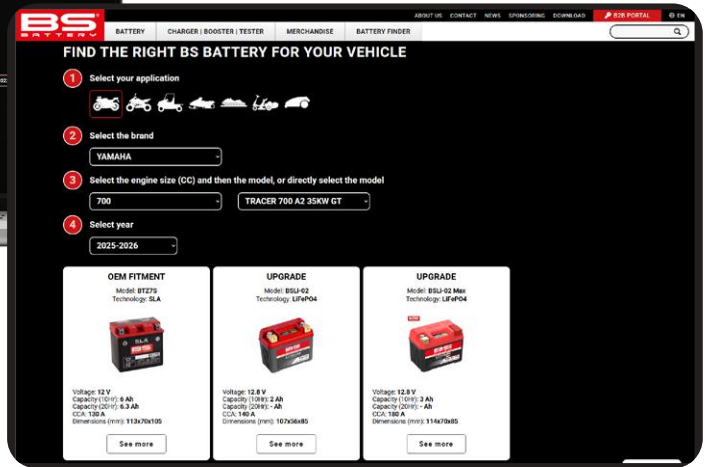 ABOUT US CONTACT NEWS SPONSORING DOWNLOAD B2B PORTAL EN
BS
BATTERY
BATTERY CHARGER | BOOSTER | TESTER MERCHANDISE BATTERY FINDER
FIND THE RIGHT BS BATTERY FOR YOUR VEHICLE
1 Select your application
2 Select the brand
YAMAHA
3 Select the engine size (CC) and then the model, or directly select the model
700 TRACER 700 A2 35KW GT
4 Select year
2025-2026
OEM FITMENT
Model: BTZ7S
Technology: SLA
SLA
Voltage: 12 V
Capacity (10Hr): 6 Ah
Capacity (20Hr): 6.3 Ah
CCA: 130 A
Dimensions (mm): 113x70x105
See more
UPGRADE
Model: BSLi-02
Technology: LiFePO4
Voltage: 12.8 V
Capacity (10Hr): 2 Ah
Capacity (20Hr): - Ah
CCA: 140 A
Dimensions (mm): 107x56x85
See more
UPGRADE
Model: BSLi-02 Max
Technology: LiFePO4
Voltage: 12.8 V
Capacity (10Hr): 3 Ah
Capacity (20Hr): - Ah
CCA: 180 A
Dimensions (mm): 114x70x85
See more